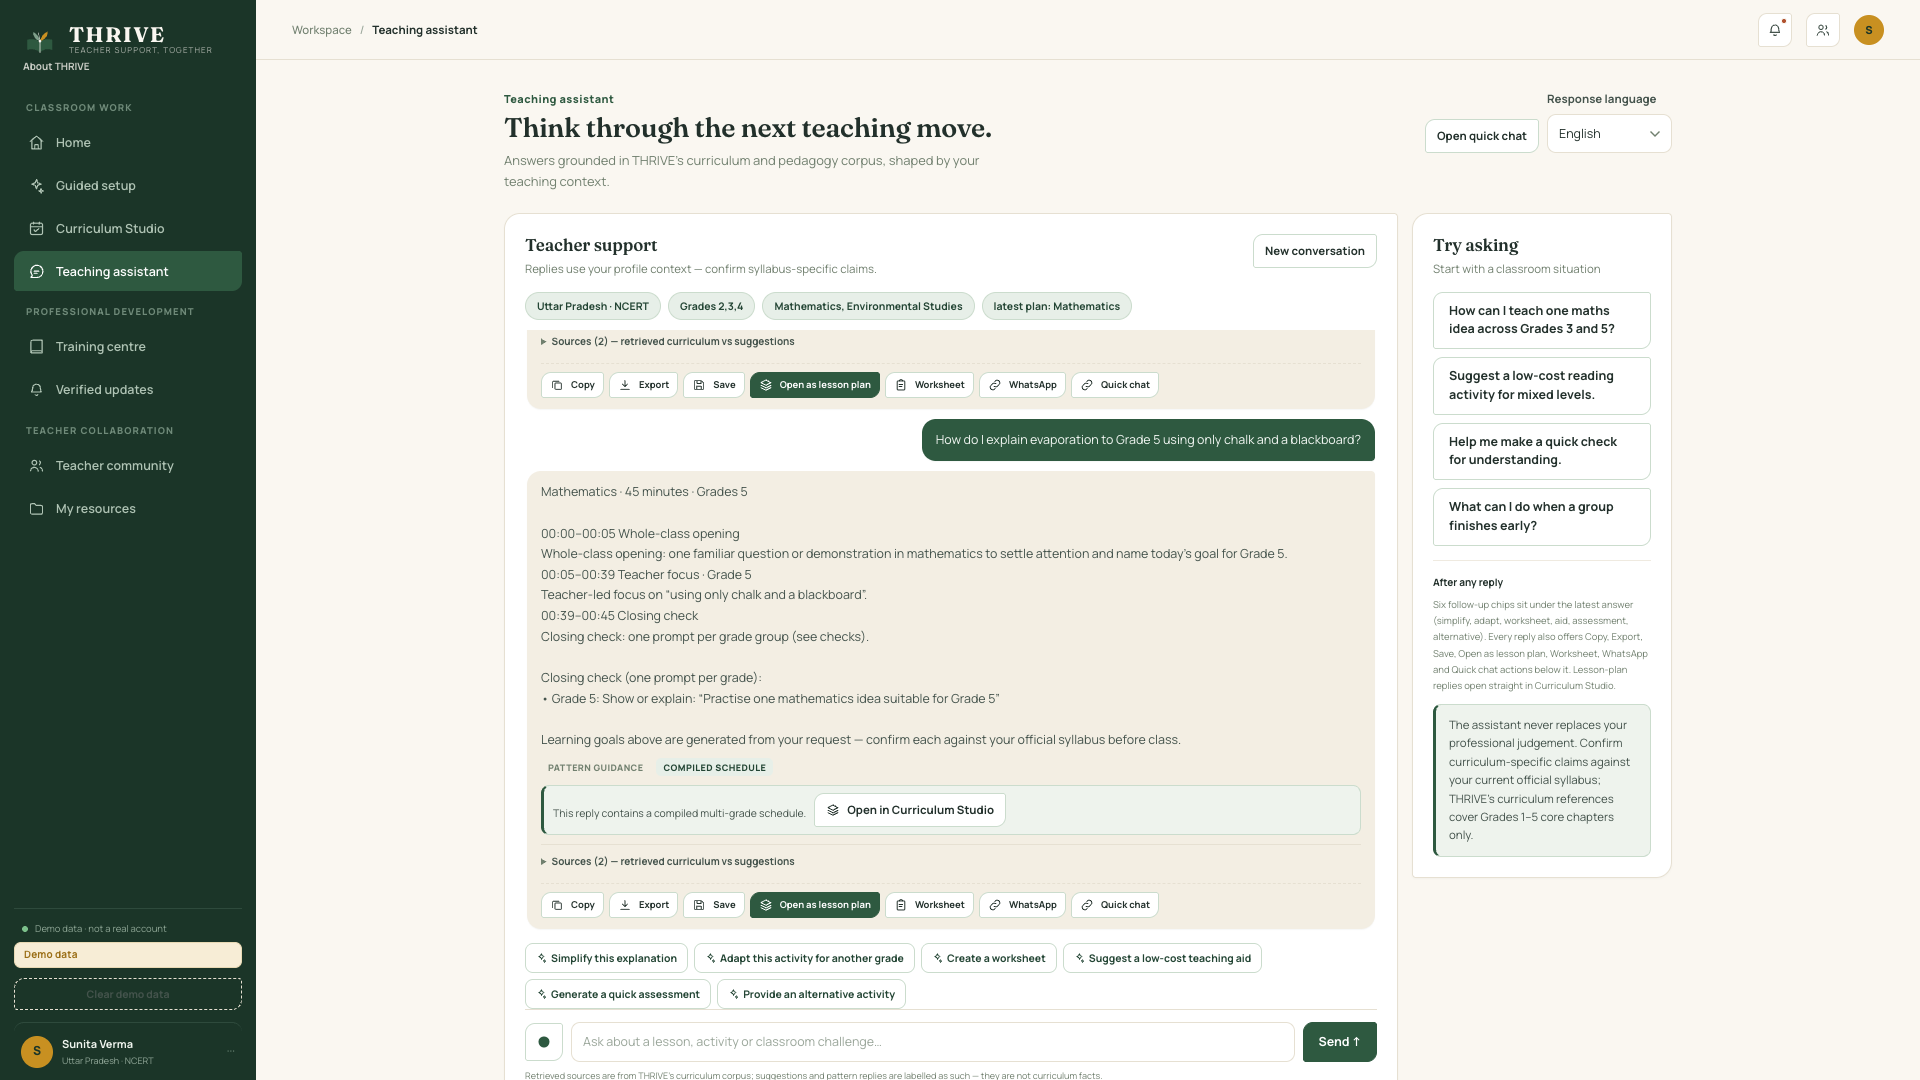 THRIVE
TEACHER SUPPORT, TOGETHER
About THRIVE
CLASSROOM WORK
Home
Guided setup
Curriculum Studio
Teaching assistant
PROFESSIONAL DEVELOPMENT
Training centre
Verified updates
TEACHER COLLABORATION
Teacher community
My resources
Demo data · not a real account
Demo data
Clear demo data
S
Sunita Verma
Uttar Pradesh · NCERT
...
Workspace / Teaching assistant
S
Teaching assistant
Think through the next teaching move.
Answers grounded in THRIVE's curriculum and pedagogy corpus, shaped by your
teaching context.
Open quick chat
Response language
English
Teacher support
Replies use your profile context — confirm syllabus-specific claims.
New conversation
Uttar Pradesh · NCERT
Grades 2,3,4
Mathematics, Environmental Studies
latest plan: Mathematics
Sources (2) — retrieved curriculum vs suggestions
Copy
Export
Save
Open as lesson plan
Worksheet
WhatsApp
Quick chat
How do I explain evaporation to Grade 5 using only chalk and a blackboard?
Mathematics · 45 minutes · Grades 5
00:00–00:05 Whole-class opening
Whole-class opening: one familiar question or demonstration in mathematics to settle attention and name today's goal for Grade 5.
00:05–00:39 Teacher focus · Grade 5
Teacher-led focus on “using only chalk and a blackboard”.
00:39–00:45 Closing check
Closing check: one prompt per grade group (see checks).
Closing check (one prompt per grade):
• Grade 5: Show or explain: “Practise one mathematics idea suitable for Grade 5”
Learning goals above are generated from your request — confirm each against your official syllabus before class.
PATTERN GUIDANCE
COMPILED SCHEDULE
This reply contains a compiled multi-grade schedule.
Open in Curriculum Studio
Sources (2) — retrieved curriculum vs suggestions
Copy
Export
Save
Open as lesson plan
Worksheet
WhatsApp
Quick chat
Simplify this explanation
Adapt this activity for another grade
Create a worksheet
Suggest a low-cost teaching aid
Generate a quick assessment
Provide an alternative activity
Ask about a lesson, activity or classroom challenge...
Send ↑
Retrieved sources are from THRIVE's curriculum corpus; suggestions and pattern replies are labelled as such — they are not curriculum facts.
Try asking
Start with a classroom situation
How can I teach one maths
idea across Grades 3 and 5?
Suggest a low-cost reading
activity for mixed levels.
Help me make a quick check
for understanding.
What can I do when a group
finishes early?
After any reply
Six follow-up chips sit under the latest answer
(simplify, adapt, worksheet, aid, assessment,
alternative). Every reply also offers Copy, Export,
Save, Open as lesson plan, Worksheet, WhatsApp
and Quick chat actions below it. Lesson-plan
replies open straight in Curriculum Studio.
The assistant never replaces your
professional judgement. Confirm
curriculum-specific claims against
your current official syllabus;
THRIVE's curriculum references
cover Grades 1–5 core chapters
only.